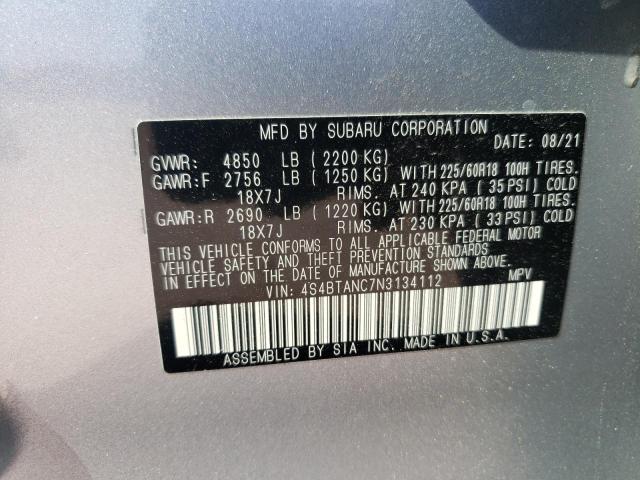 MFD BY SUBARU CORPORATION
DATE: 08/21
GVWR: 4850 LB (2200 KG)
GAWR:F 2756 LB (1250 KG) WITH 225/60R18 100H TIRES.
18X7J RIMS. AT 240 KPA (35 PSI) COLD
GAWR:R 2690 LB (1220 KG) WITH 225/60R18 100H TIRES.
18X7J RIMS. AT 230 KPA (33 PSI) COLD
THIS VEHICLE CONFORMS TO ALL APPLICABLE FEDERAL MOTOR
VEHICLE SAFETY AND THEFT PREVENTION STANDARDS
IN EFFECT ON THE DATE OF MANUFACTURE SHOWN ABOVE.
VIN: 4S4BTANC7N3134112 MPV
ASSEMBLED BY SIA INC. MADE IN U.S.A.